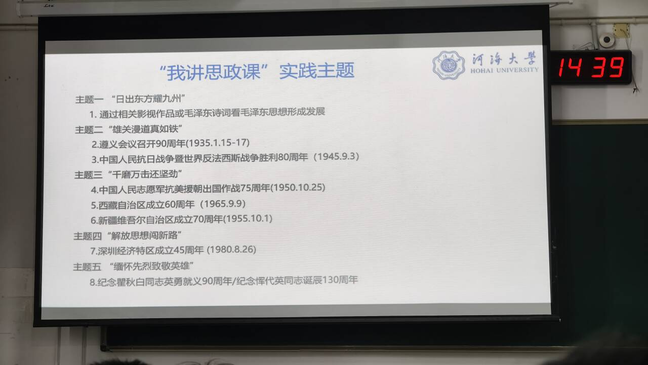 “我讲思政课”实践主题
河海大学
HOHAI UNIVERSITY
14 39
主题一 “日出东方耀九州”
1. 通过相关影视作品或毛泽东诗词看毛泽东思想形成发展
主题二 “雄关漫道真如铁”
2.遵义会议召开90周年(1935.1.15-17)
3.中国人民抗日战争暨世界反法西斯战争胜利80周年（1945.9.3）
主题三 “千磨万击还坚劲”
4.中国人民志愿军抗美援朝出国作战75周年(1950.10.25)
5.西藏自治区成立60周年（1965.9.9）
6.新疆维吾尔自治区成立70周年(1955.10.1)
主题四 “解放思想闯新路”
7.深圳经济特区成立45周年 (1980.8.26)
主题五 “缅怀先烈致敬英雄”
8.纪念瞿秋白同志英勇就义90周年/纪念恽代英同志诞辰130周年